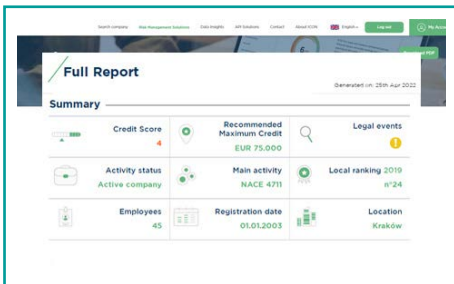 Search company Risk Management Solutions Data Insights API Solutions Contact About ICON English Log out My Account
Full Report
Generated on: 25th Apr 2022
Summary
Credit Score
4
Recommended
Maximum Credit
EUR 75.000
Legal events
Activity status
Active company
Main activity
NACE 4711
Local ranking 2019
n°24
Employees
45
Registration date
01.01.2003
Location
Kraków